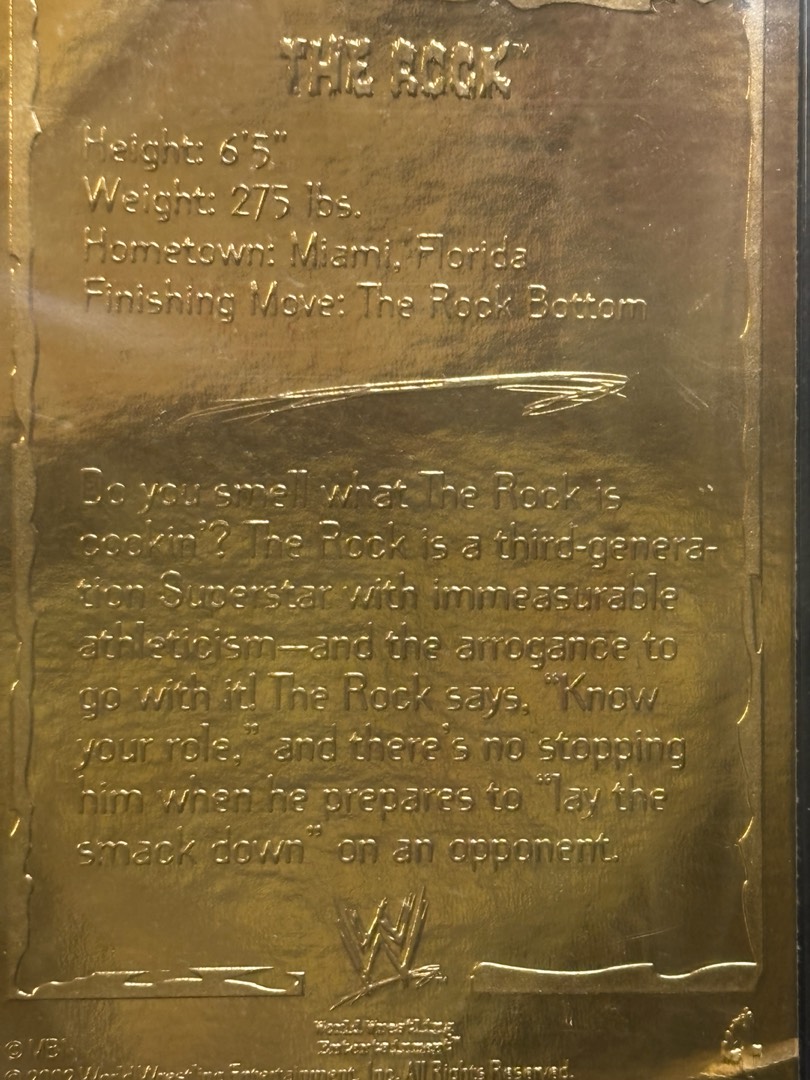 THE ROCK™
Height: 6'5"
Weight: 275 lbs.
Hometown: Miami, Florida
Finishing Move: The Rock Bottom
Do you smell what The Rock is
cookin'? The Rock is a third-genera-
tion Superstar with immeasurable
athleticism—and the arrogance to
go with it! The Rock says, "Know
your role," and there's no stopping
him when he prepares to "lay the
smack down" on an opponent.
W
World Wrestling
Entertainment™
© MBI
© 2002 World Wrestling Entertainment, Inc. All Rights Reserved.